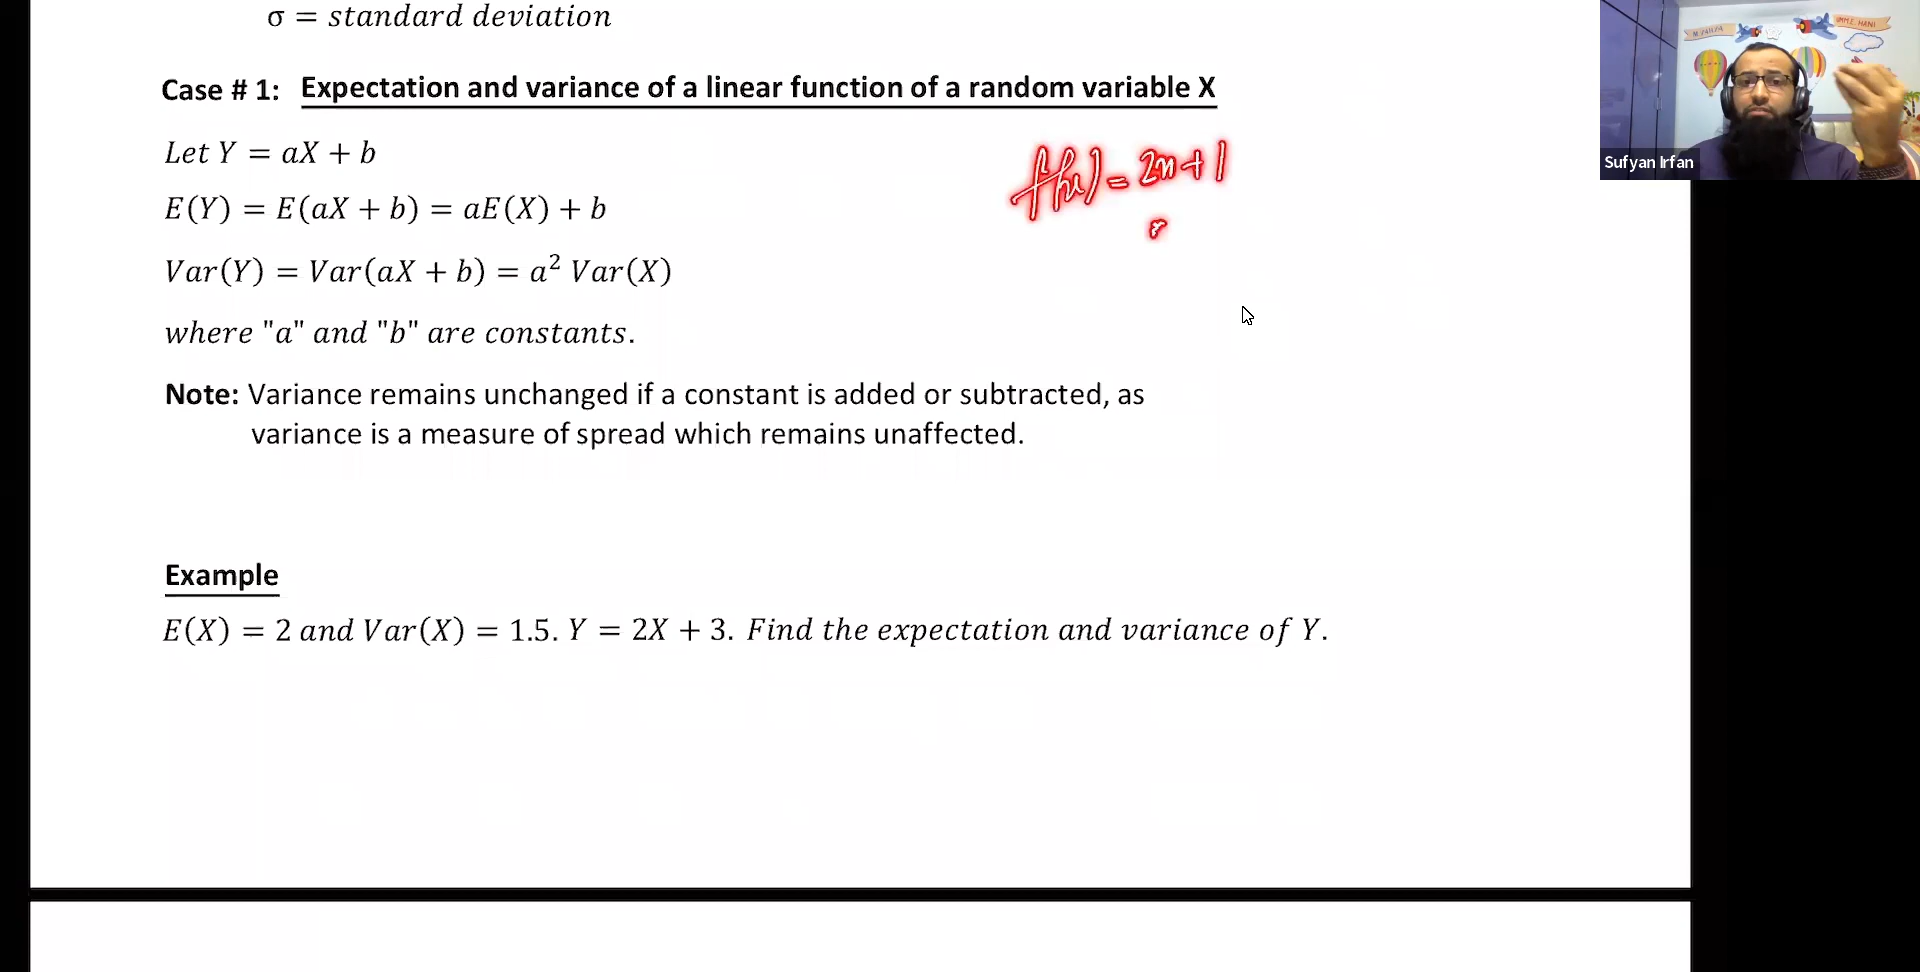 σ = standard deviation
Case # 1: Expectation and variance of a linear function of a random variable X
Let Y = aX + b
f(x) = 2x + 1
E(Y) = E(aX + b) = aE(X) + b
Var(Y) = Var(aX + b) = a² Var(X)
where "a" and "b" are constants.
Note: Variance remains unchanged if a constant is added or subtracted, as
variance is a measure of spread which remains unaffected.
Example
E(X) = 2 and Var(X) = 1.5. Y = 2X + 3. Find the expectation and variance of Y.
Sufyan Irfan